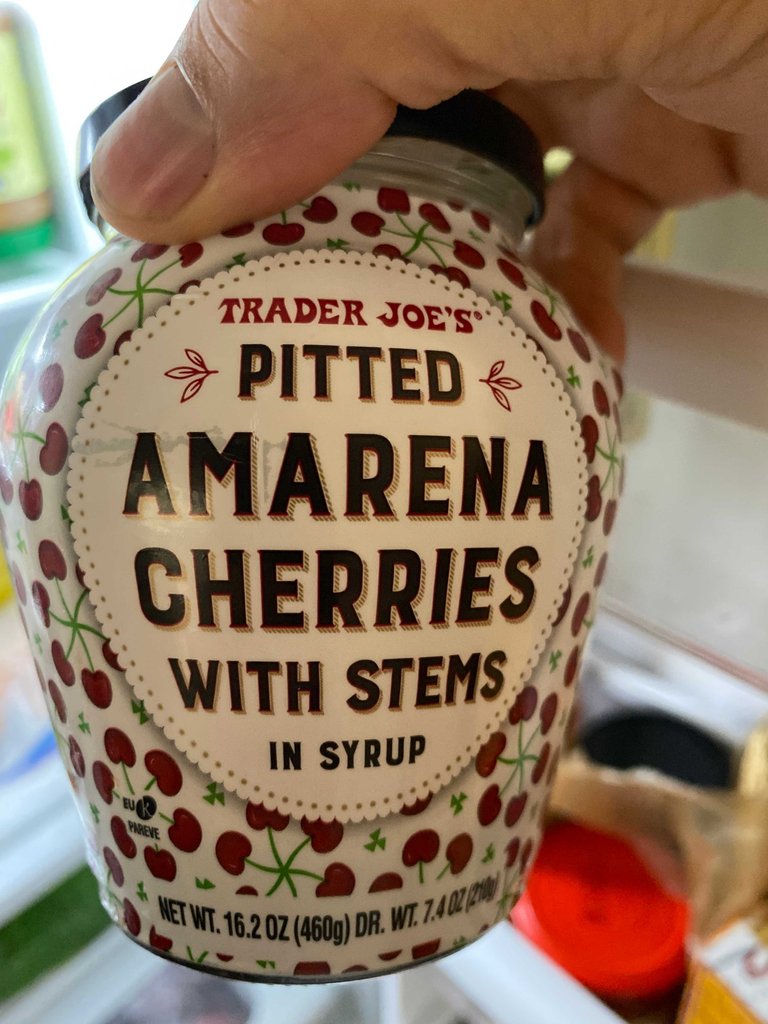 TRADER JOE'S®
PITTED
AMARENA
CHERRIES
WITH STEMS
IN SYRUP
EU K
PAREVE
NET WT. 16.2 OZ (460g) DR. WT. 7.4 OZ (210g)